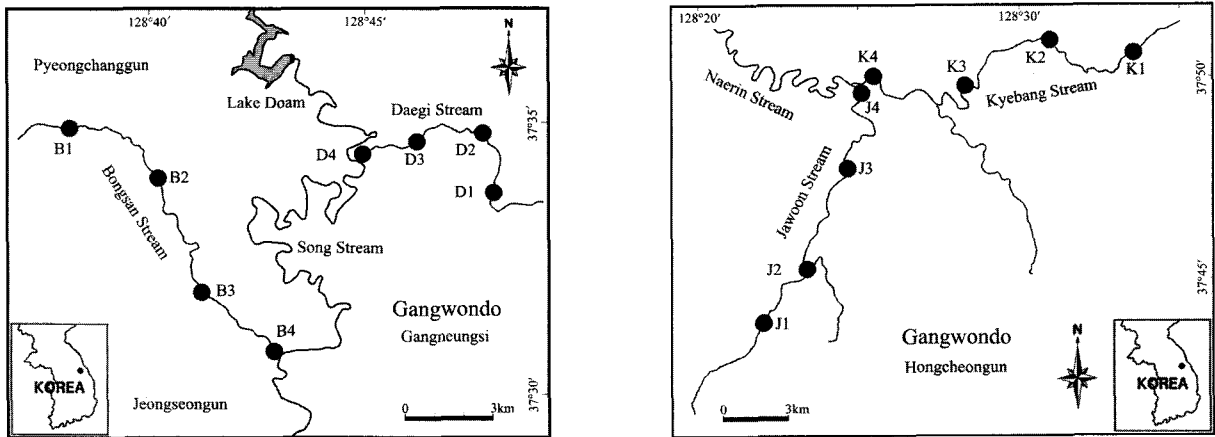 128°40′
128°45′
Pyeongchanggun
N
Lake Doam
Daegi Stream
37°35′
B1
D4
D3
D2
B2
D1
Bongsan Stream
Song Stream
B3
Gangwondo
Gangneungsi
B4
KOREA
Jeongseongun
0
3km
37°30′
128°20′
128°30′
K4
K3
K2
K1
37°50′
Naerin Stream
J4
Kyebang Stream
J3
Jawoon Stream
J2
37°45′
J1
Gangwondo
Hongcheongun
N
KOREA
0
3km